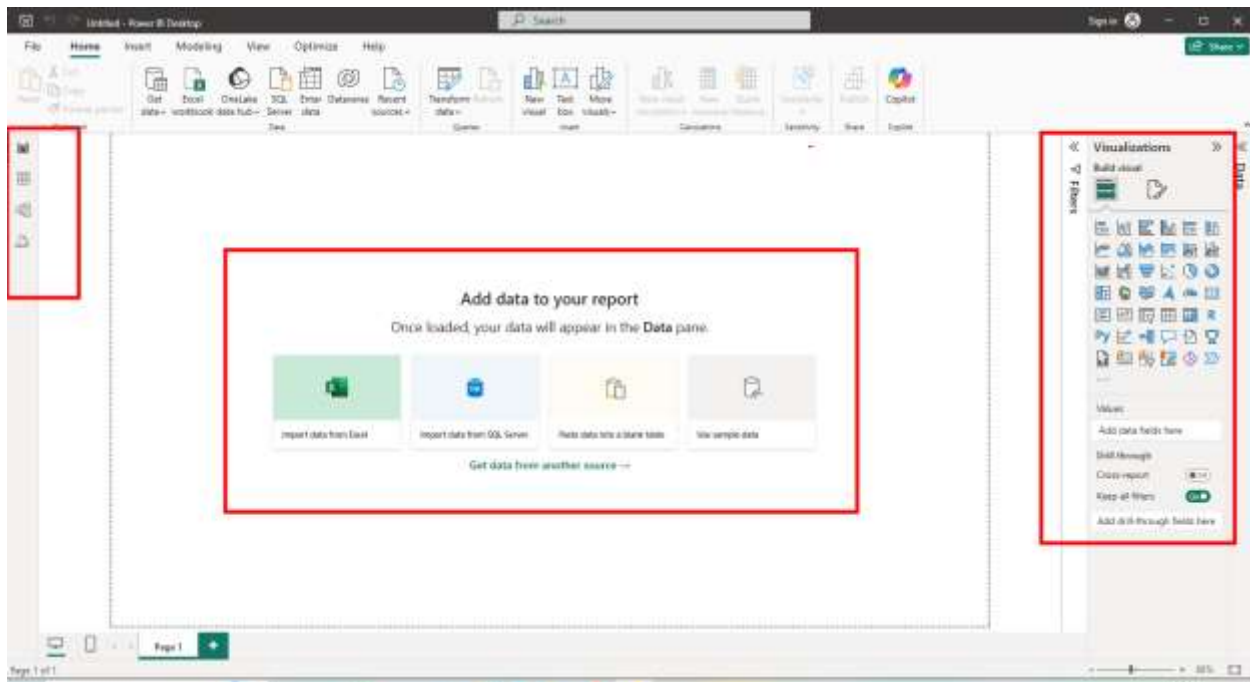 Untitled - Power BI Desktop
Search
Sign in
File Home Insert Modeling View Optimize Help
Share
Get data
Excel workbook
OneLake data hub
SQL Server
Enter data
Dataverse
Recent sources
Transform data
Refresh
New visual
Text box
More visuals
Copilot
Data
Queries
Insert
Calculations
Sensitivity
Share
Copilot
Add data to your report
Once loaded, your data will appear in the Data pane.
Import data from Excel
Import data from SQL Server
Paste data into a blank table
Use sample data
Get data from another source →
Filters
Visualizations
Build visual
R
Py
Values
Add data fields here
Drill through
Cross-report
Keep all filters
On
Add drill-through fields here
Data
Page 1
Page 1 of 1